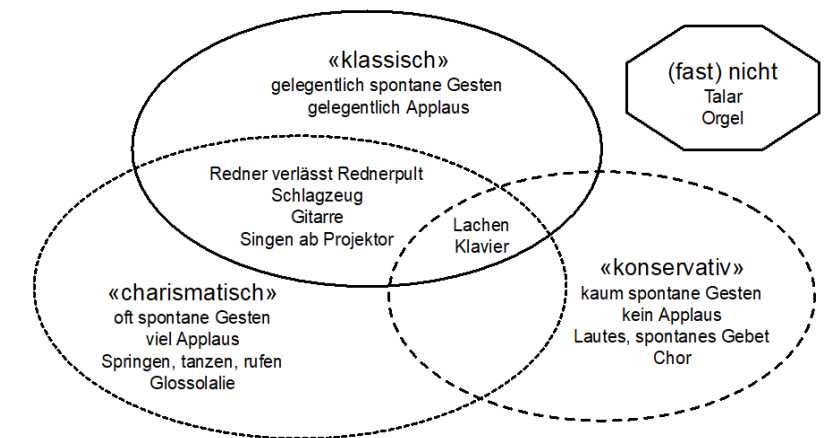 «klassisch»
gelegentlich spontane Gesten
gelegentlich Applaus
(fast) nicht
Talar
Orgel
Redner verlässt Rednerpult
Schlagzeug
Gitarre
Singen ab Projektor
Lachen
Klavier
«charismatisch»
oft spontane Gesten
viel Applaus
Springen, tanzen, rufen
Glossolalie
«konservativ»
kaum spontane Gesten
kein Applaus
Lautes, spontanes Gebet
Chor